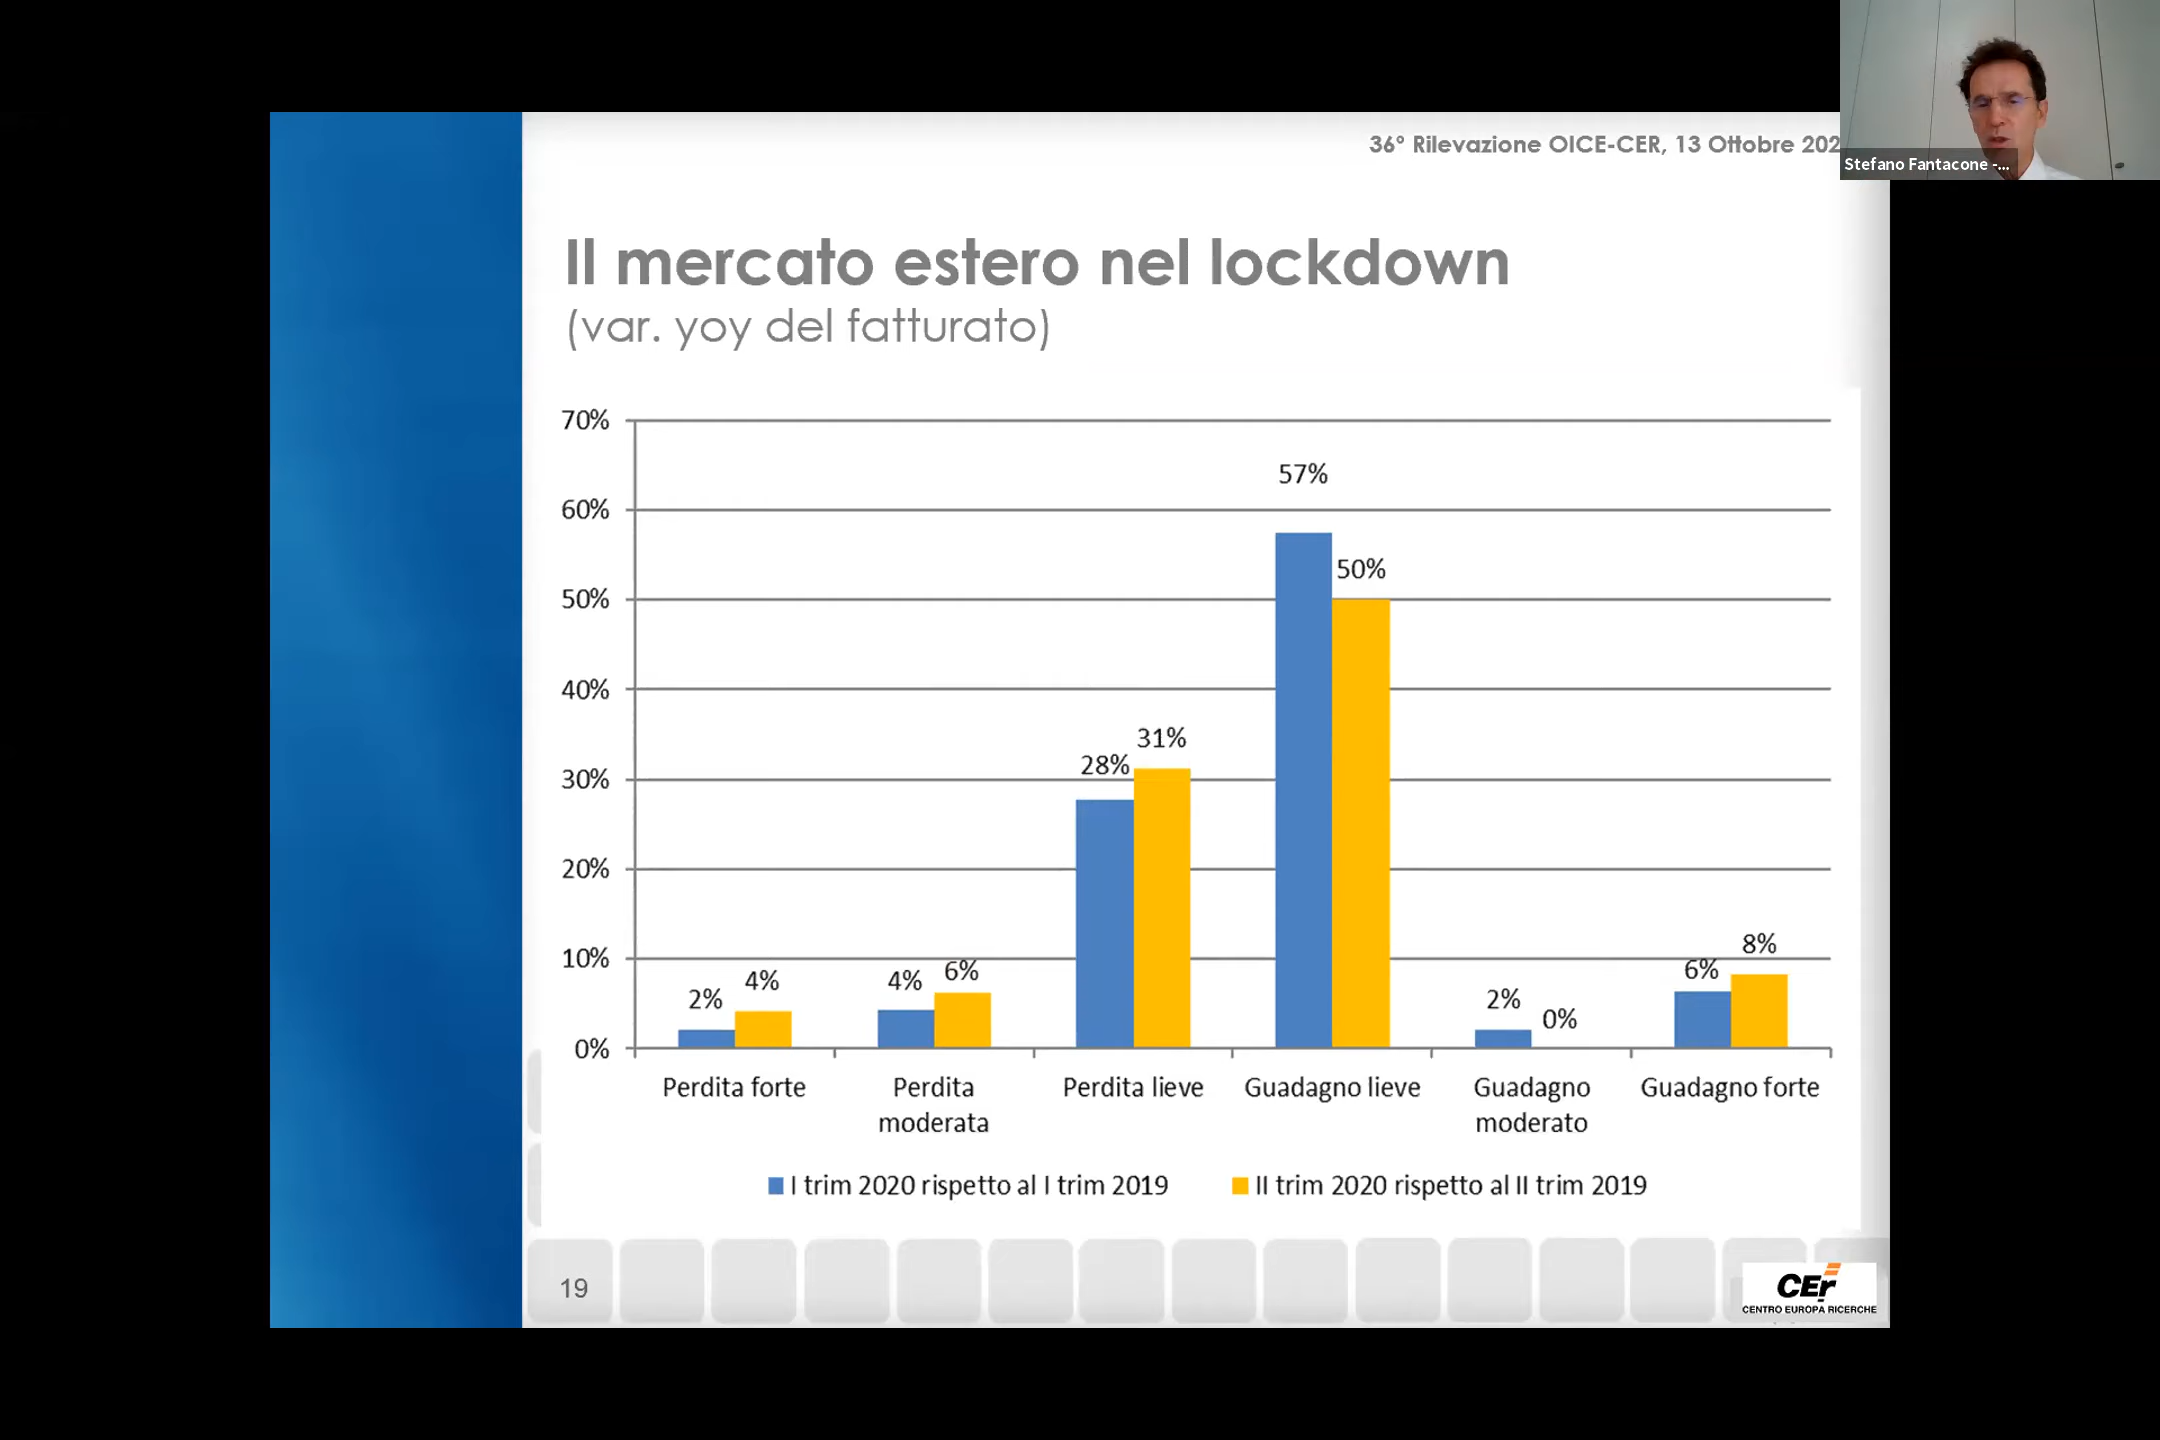 36° Rilevazione OICE-CER, 13 Ottobre 202
Stefano Fantacone -...
Il mercato estero nel lockdown
(var. yoy del fatturato)
70%
60%
50%
40%
30%
20%
10%
0%
2%
4%
4%
6%
28%
31%
57%
50%
2%
0%
6%
8%
Perdita forte
Perdita
moderata
Perdita lieve
Guadagno lieve
Guadagno
moderato
Guadagno forte
I trim 2020 rispetto al I trim 2019
II trim 2020 rispetto al II trim 2019
19
CEr
CENTRO EUROPA RICERCHE